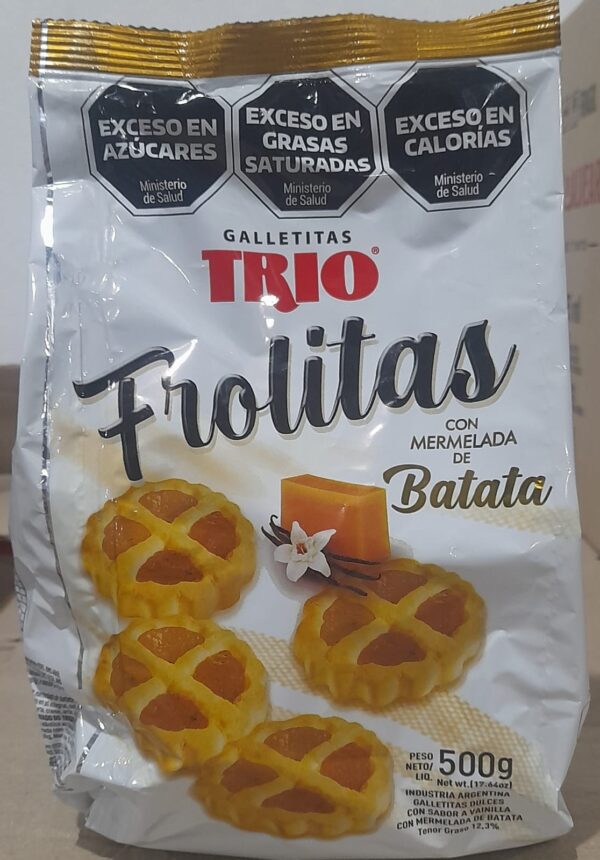 EXCESO EN
AZÚCARES
Ministerio
de Salud
EXCESO EN
GRASAS
SATURADAS
Ministerio
de Salud
EXCESO EN
CALORÍAS
Ministerio
de Salud
GALLETITAS
TRIO®
Frolitas
CON
MERMELADA
DE
Batata
PESO
NETO/
LIQ.
500g
Net wt.(17.64oz)
INDUSTRIA ARGENTINA
GALLETITAS DULCES
CON SABOR A VAINILLA
CON MERMELADA DE BATATA
Tenor Graso 12,3%